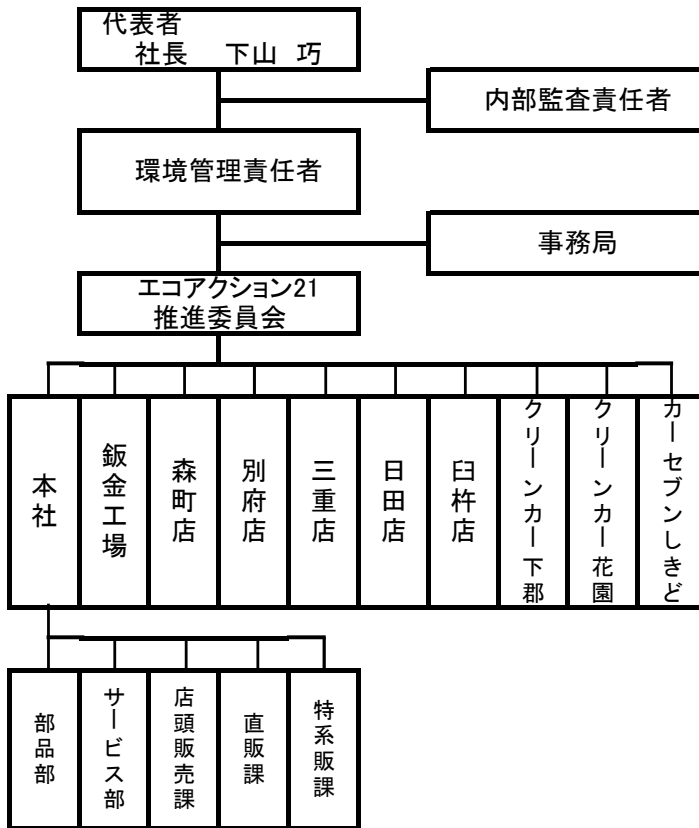 代表者
社長 下山 巧
内部監査責任者
環境管理責任者
事務局
エコアクション21
推進委員会
本社
鈑金工場
森町店
別府店
三重店
日田店
臼杵店
クリーンカー下郡
クリーンカー花園
カーセブンしきど
部品部
サービス部
店頭販売課
直販課
特系販課